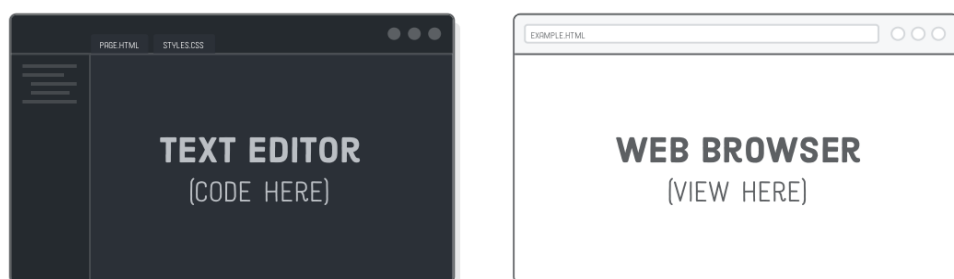 PAGE.HTML STYLES.CSS
TEXT EDITOR
(CODE HERE)
EXAMPLE.HTML
WEB BROWSER
(VIEW HERE)